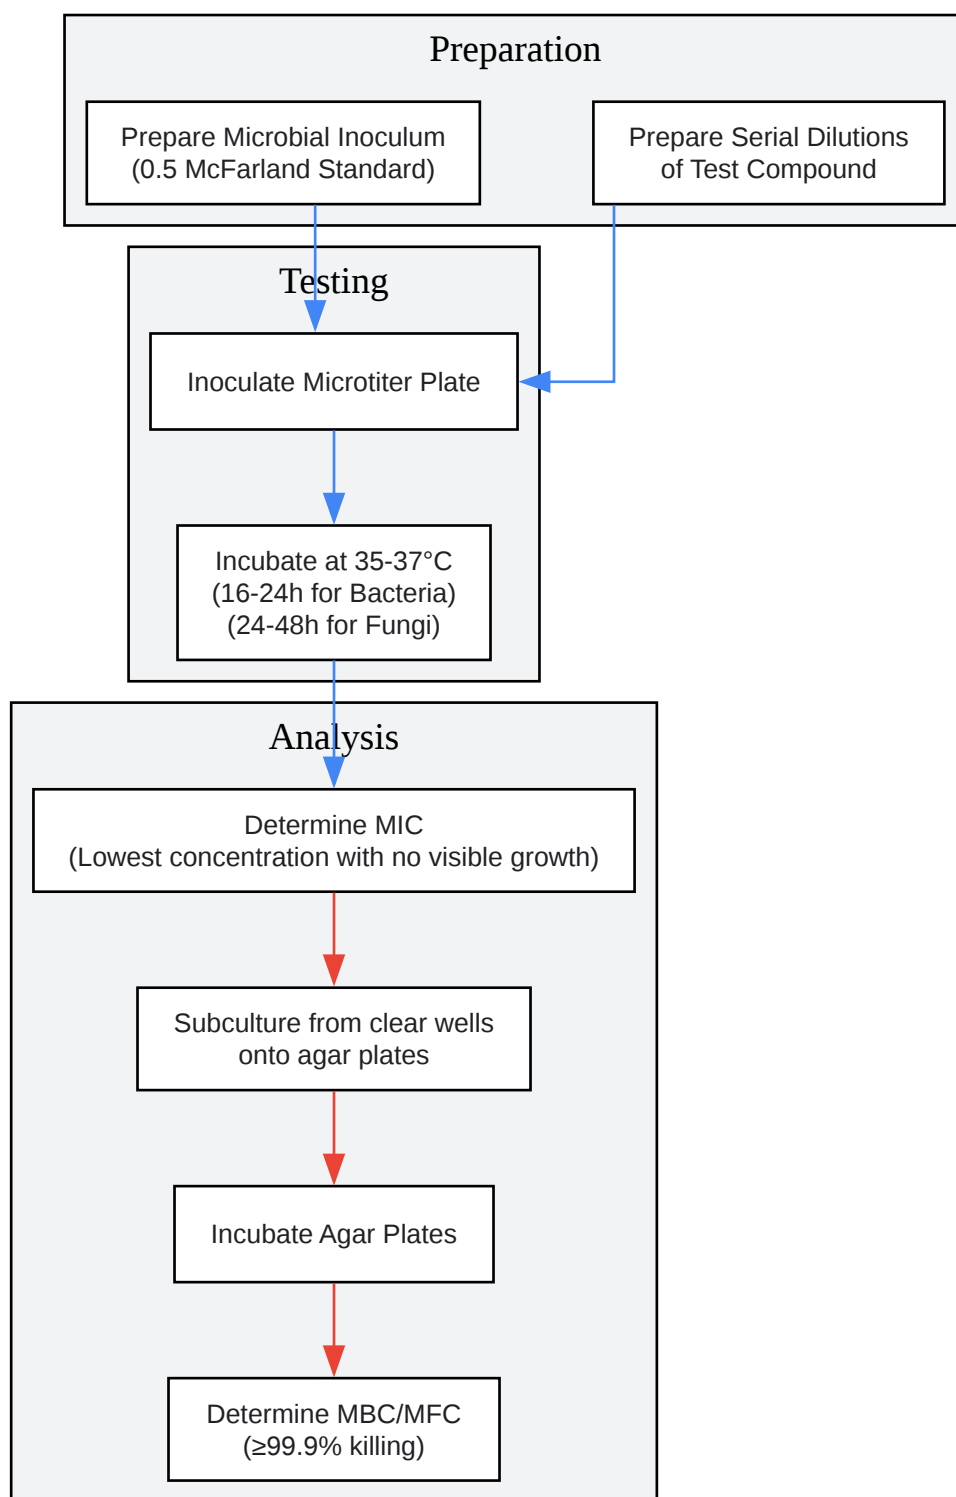 Preparation
Prepare Microbial Inoculum
(0.5 McFarland Standard)
Prepare Serial Dilutions
of Test Compound
Testing
Inoculate Microtiter Plate
Incubate at 35-37°C
(16-24h for Bacteria)
(24-48h for Fungi)
Analysis
Determine MIC
(Lowest concentration with no visible growth)
Subculture from clear wells
onto agar plates
Incubate Agar Plates
Determine MBC/MFC
(≥99.9% killing)